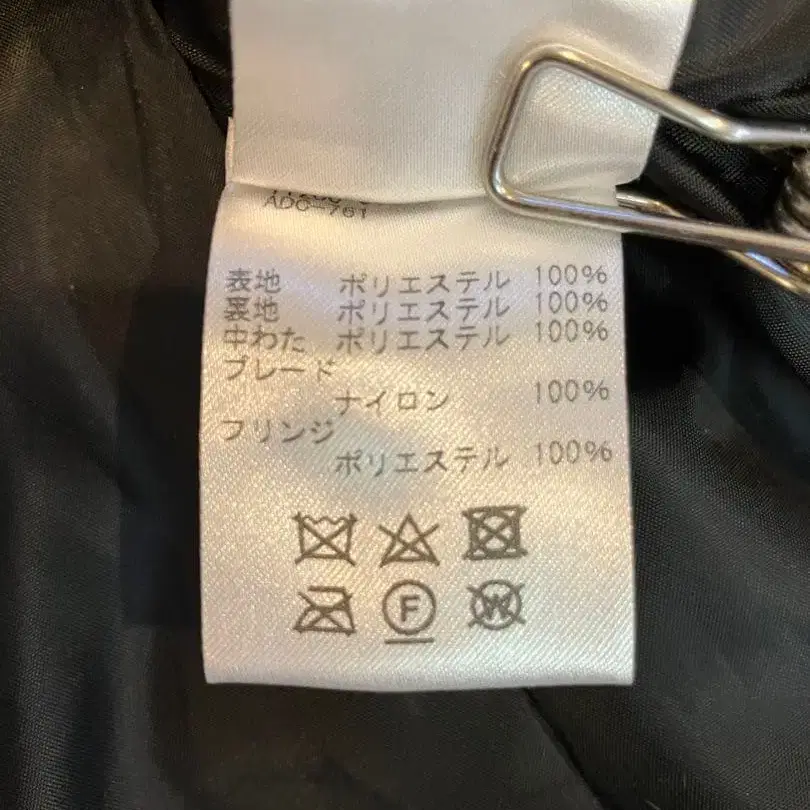 ADC-761
表地 ポリエステル 100%
裏地 ポリエステル 100%
中わた ポリエステル 100%
ブレード
ナイロン 100%
フリンジ
ポリエステル 100%
F
W